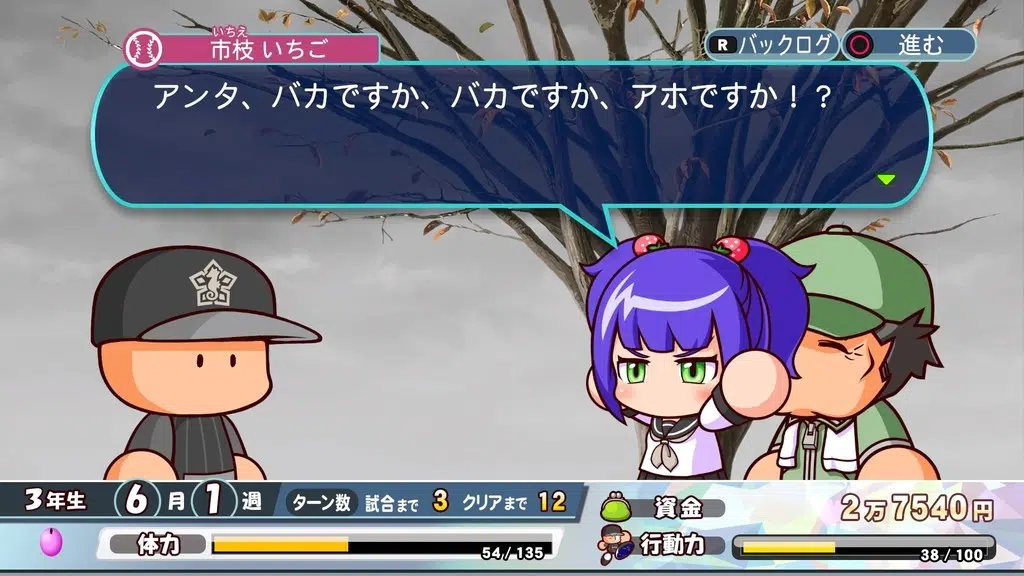 いちえ
市枝 いちご
R バックログ
進む
アンタ、バカですか、バカですか、アホですか！？
3年生 6月1週 ターン数 試合まで 3 クリアまで 12
資金 2万7540円
体力 54/135
行動力 38/100